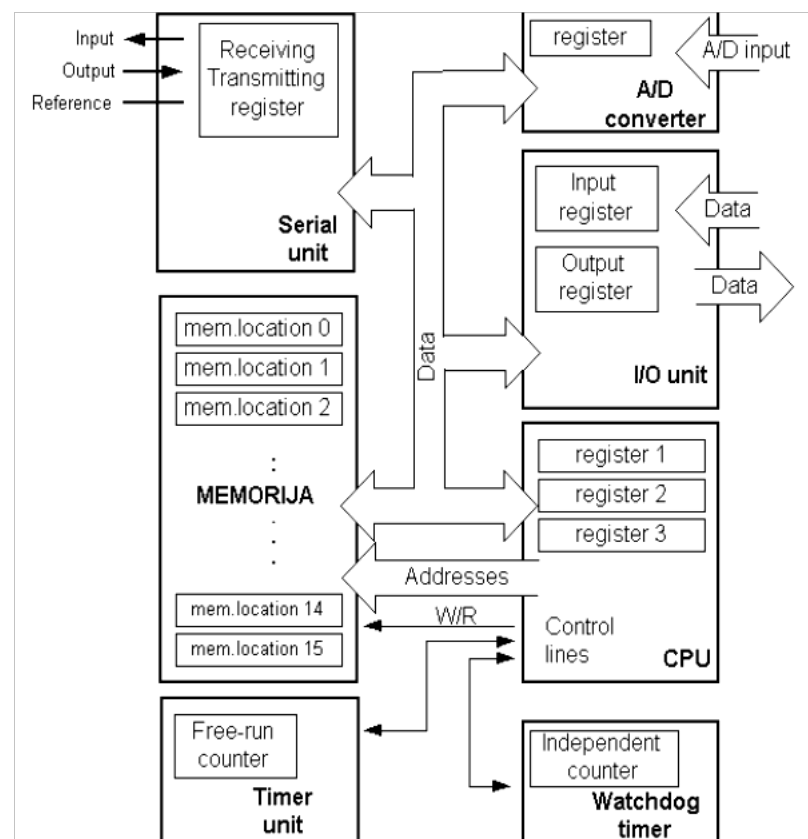 Input
Output
Reference
Receiving
Transmitting
register
Serial
unit
register
A/D input
A/D
converter
Input
register
Data
Output
register
Data
I/O unit
Data
mem.location 0
mem.location 1
mem.location 2
MEMORIJA
mem.location 14
mem.location 15
register 1
register 2
register 3
Addresses
W/R
Control
lines
CPU
Free-run
counter
Timer
unit
Independent
counter
Watchdog
timer